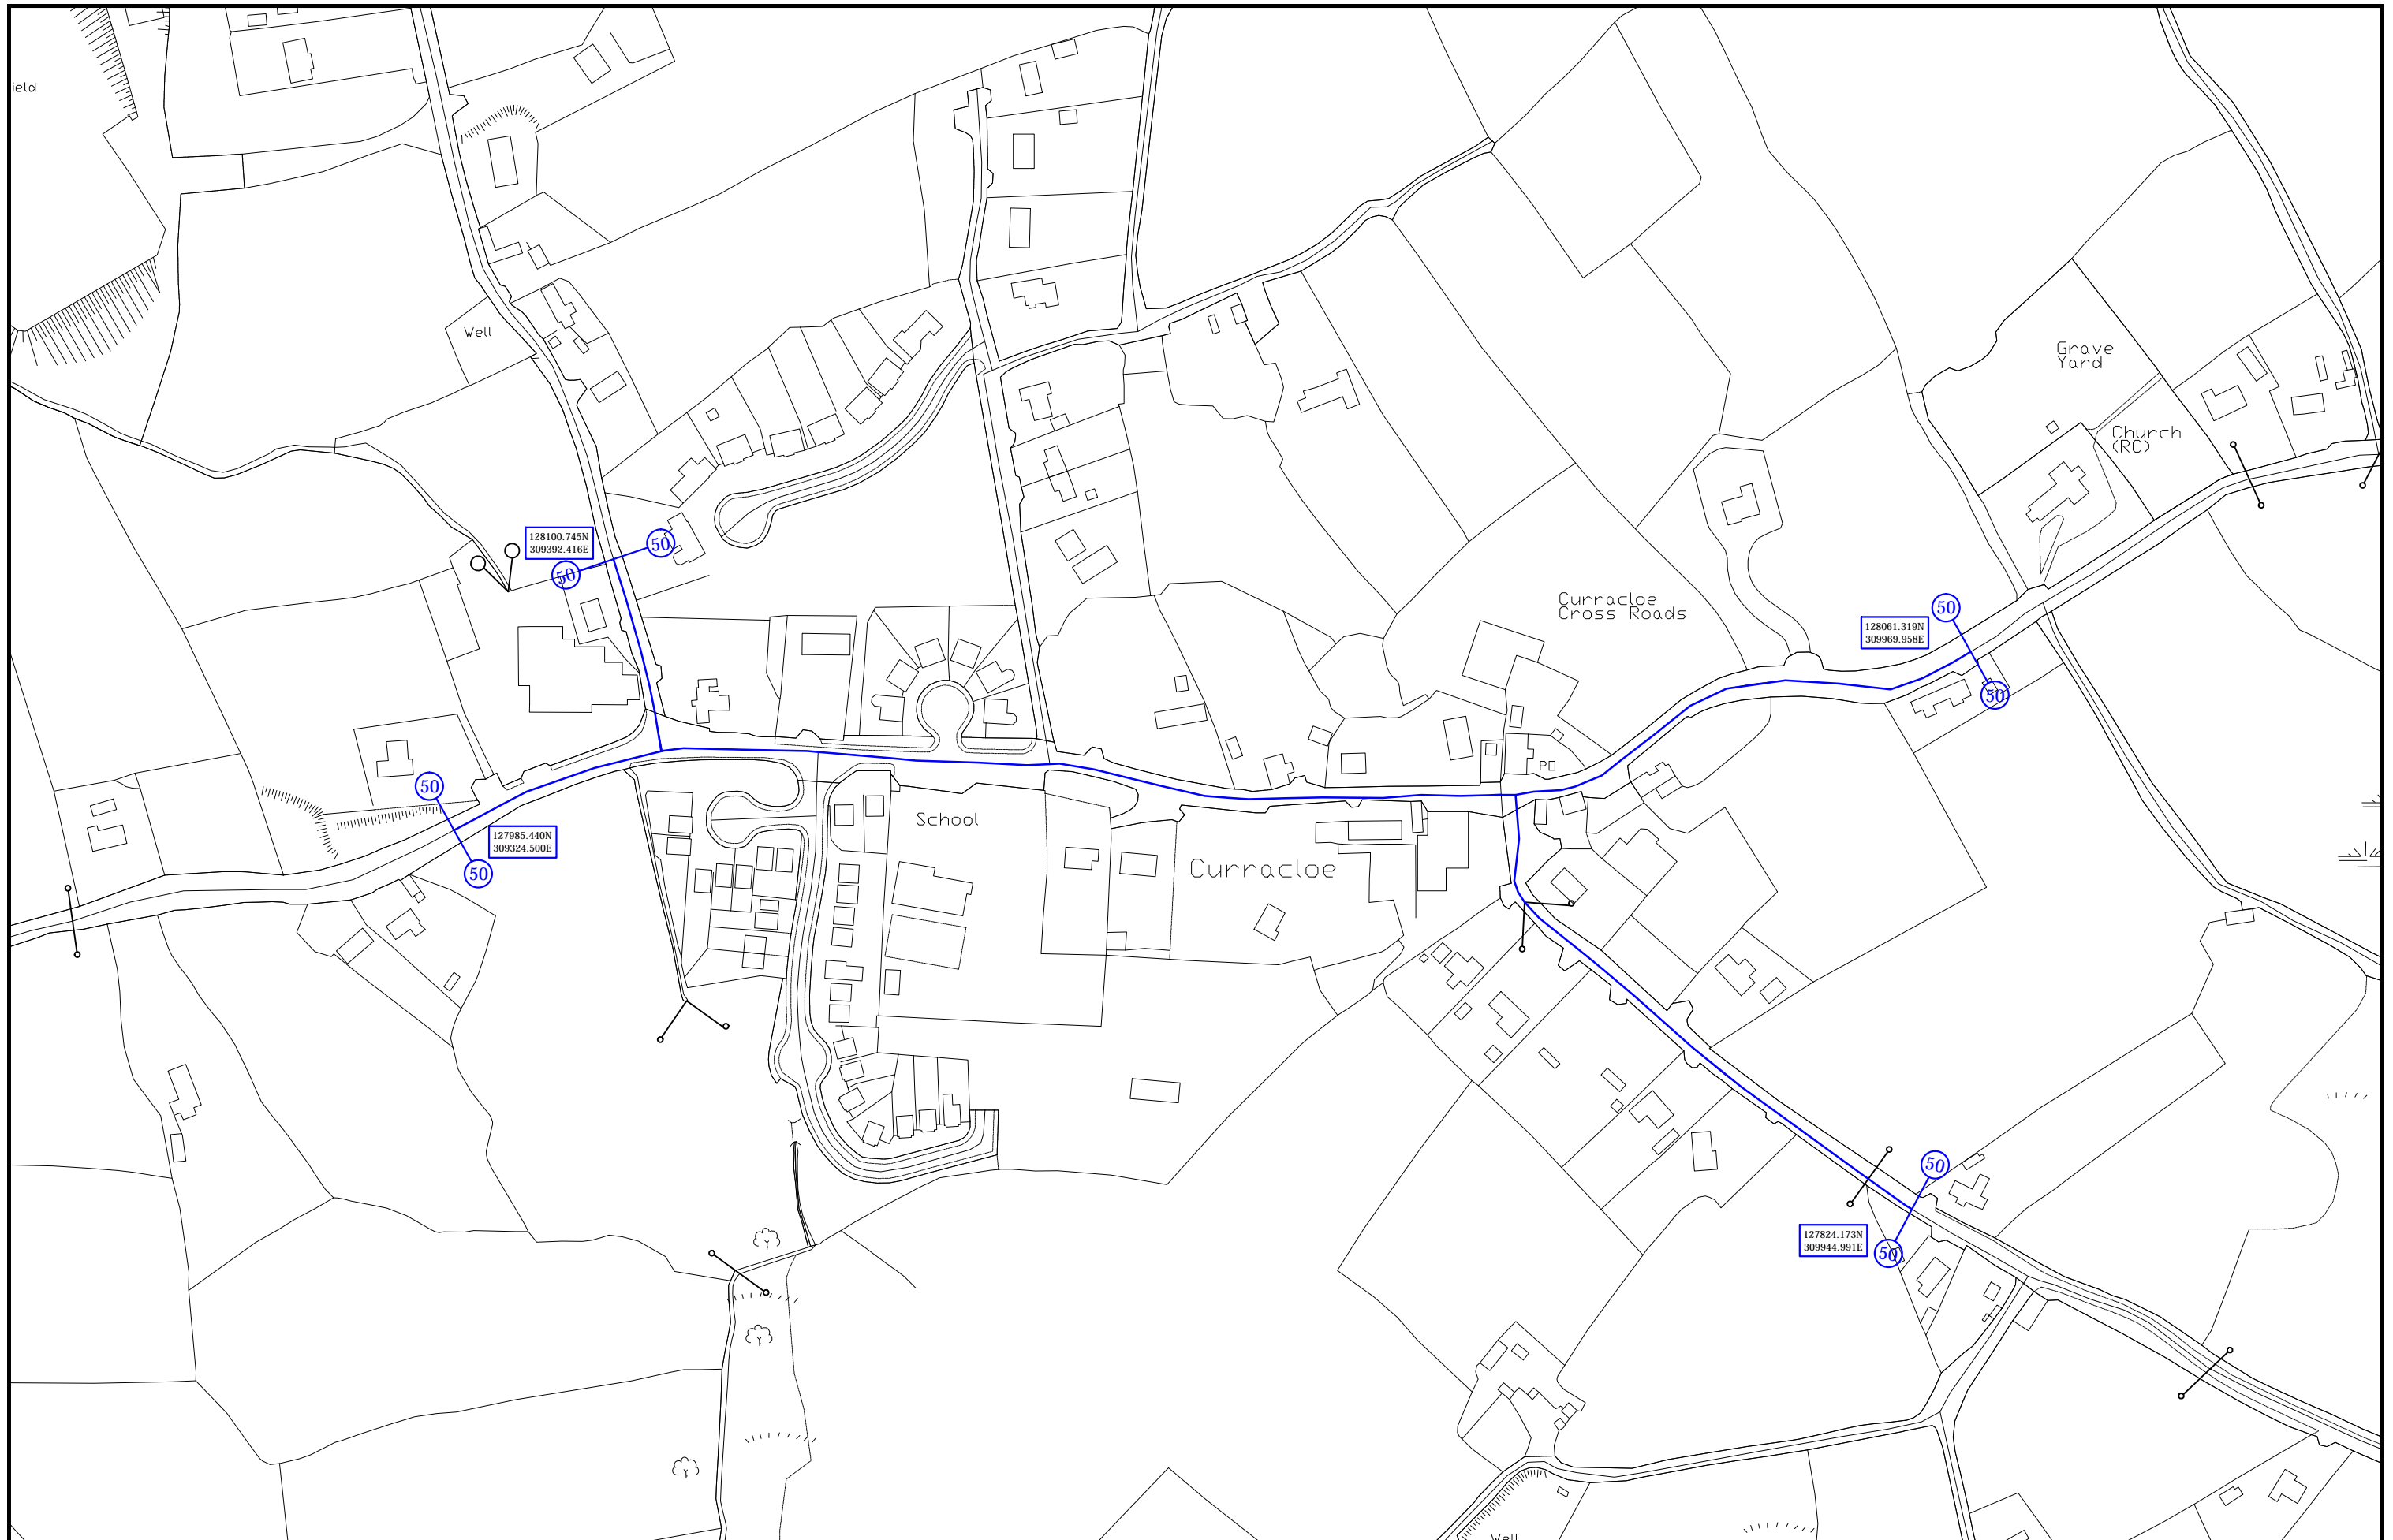 ield
Well
128100.745N
309392.416E
50
50
Grave
Yard
Church
(RC)
Curracloe
Cross Roads
128061.319N
309969.958E
50
50
50
127985.440N
309324.500E
50
School
P
Curracloe
50
127824.173N
309944.991E
50
Well